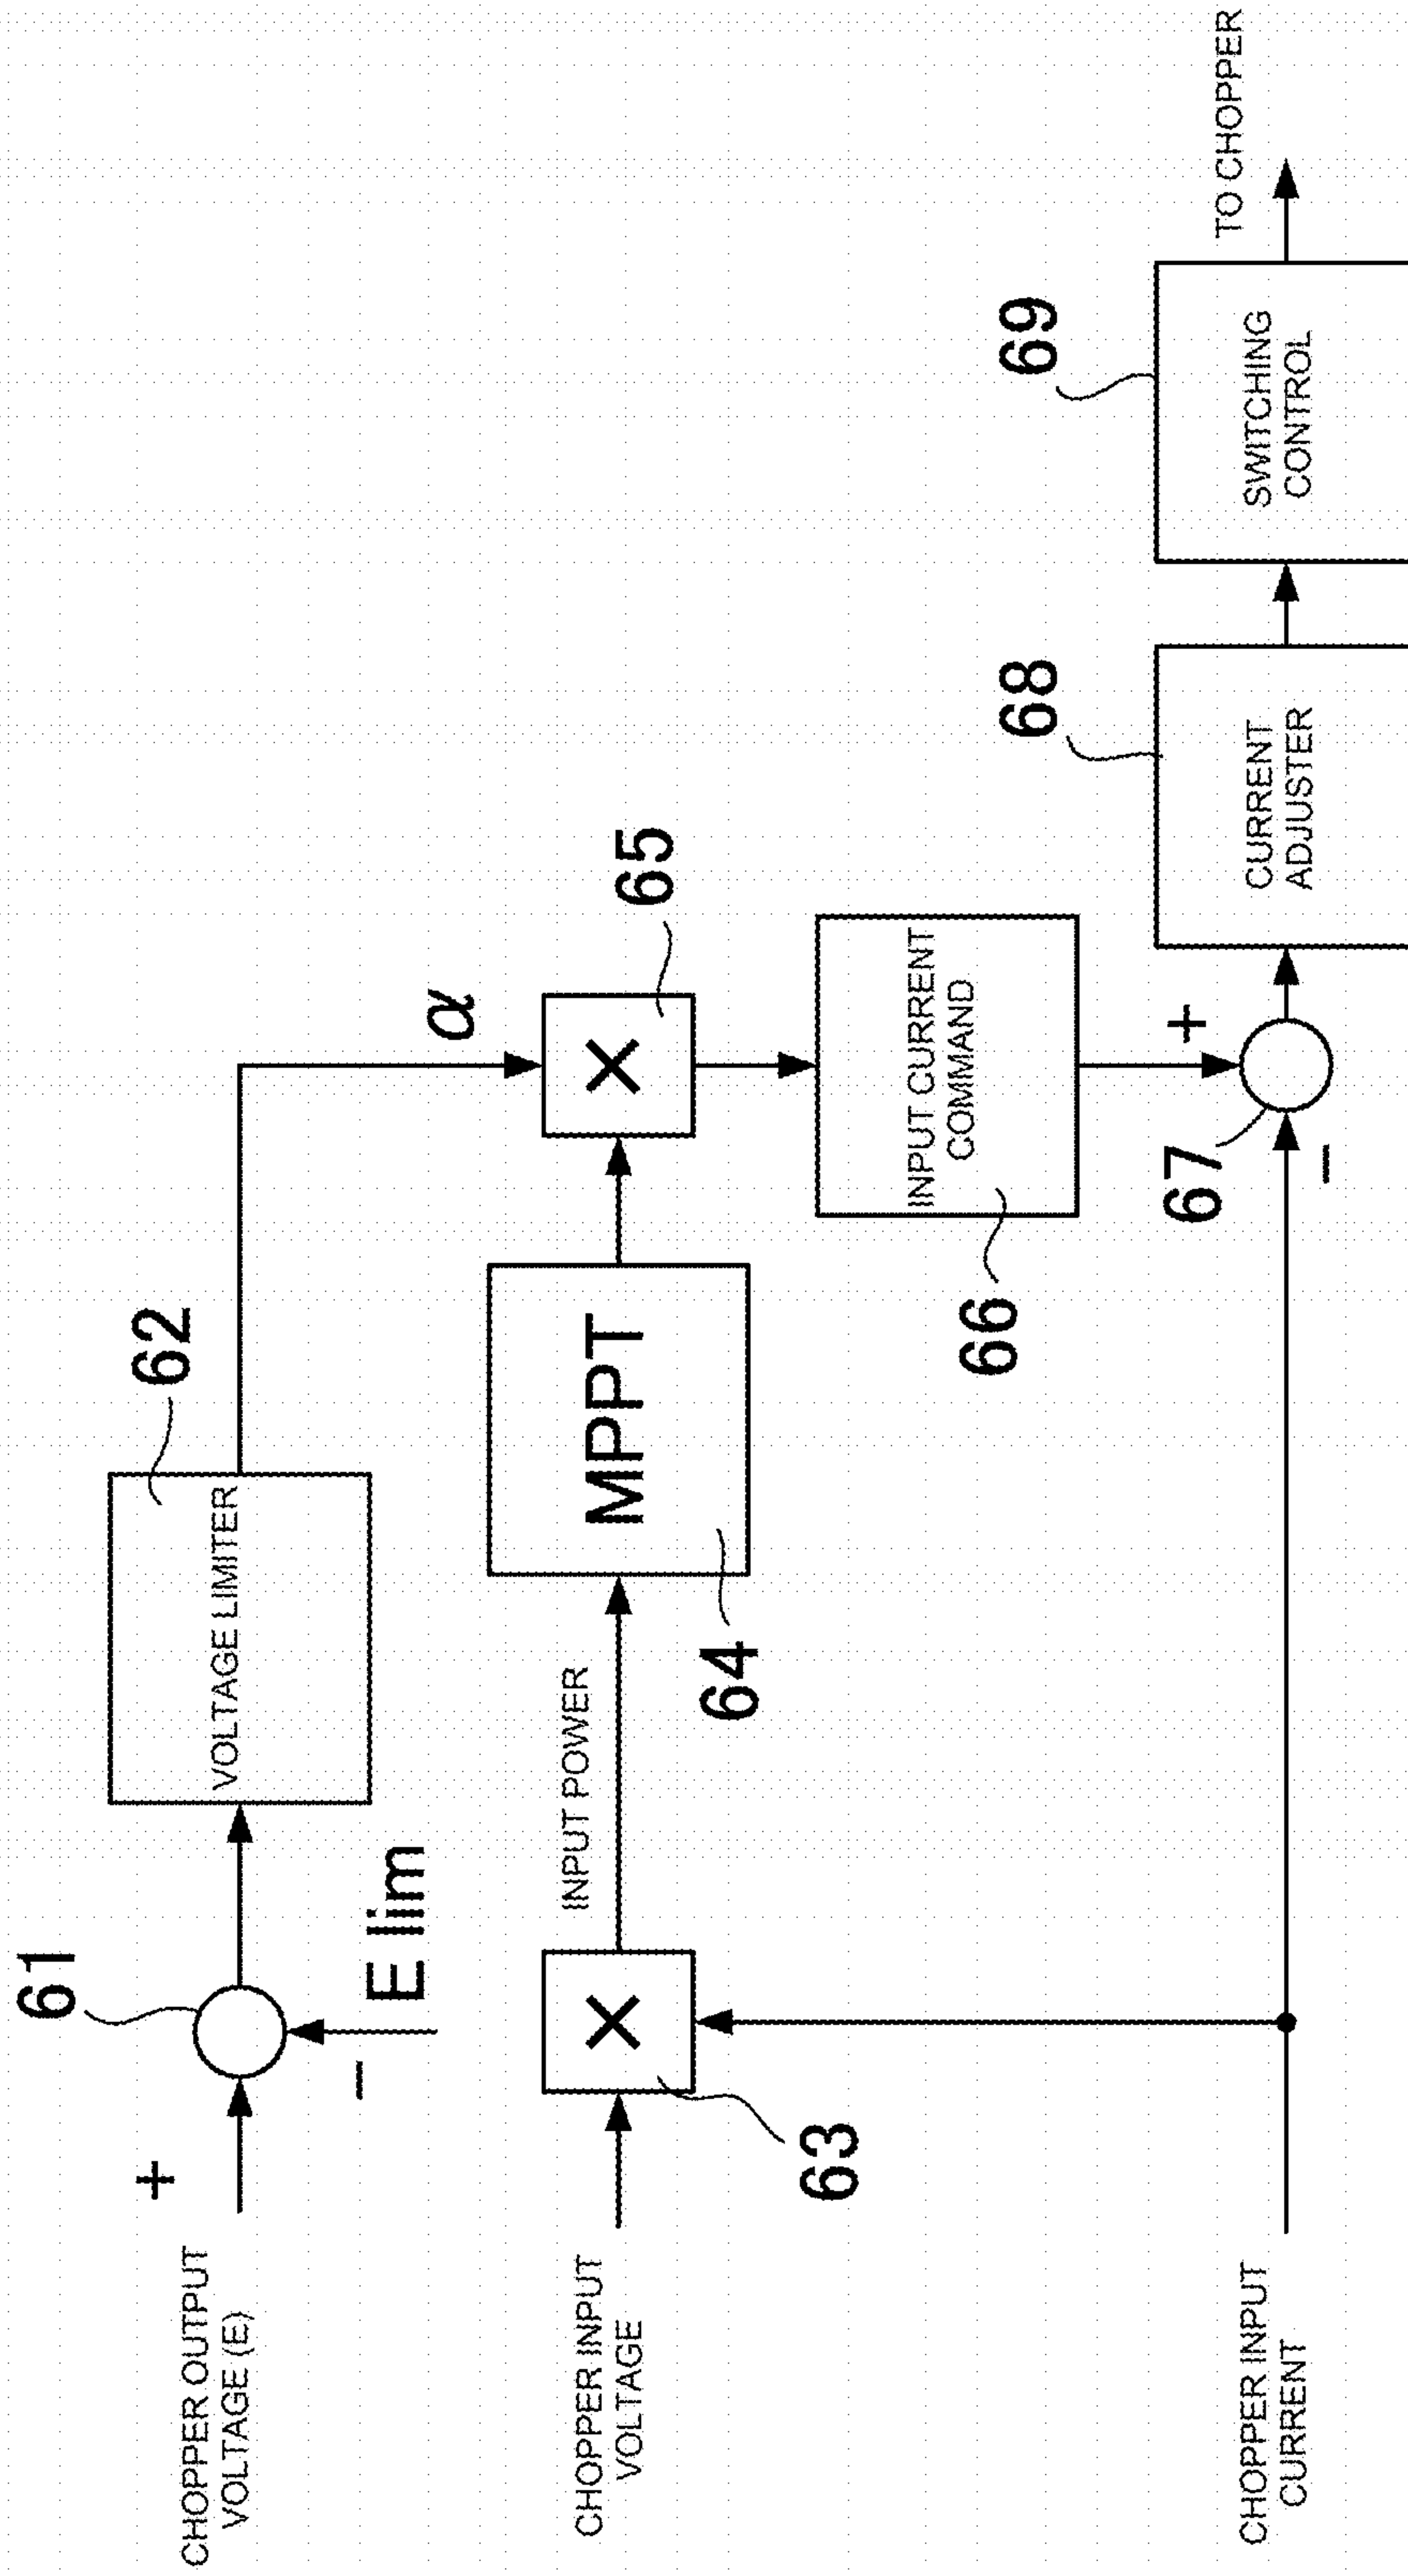 61
+
CHOPPER OUTPUT
VOLTAGE (E)
−
E lim
62
VOLTAGE LIMITER
α
CHOPPER INPUT
VOLTAGE
×
63
INPUT POWER
MPPT
64
×
65
INPUT CURRENT
COMMAND
66
CHOPPER INPUT
CURRENT
67
+
−
68
CURRENT
ADJUSTER
69
SWITCHING
CONTROL
TO CHOPPER